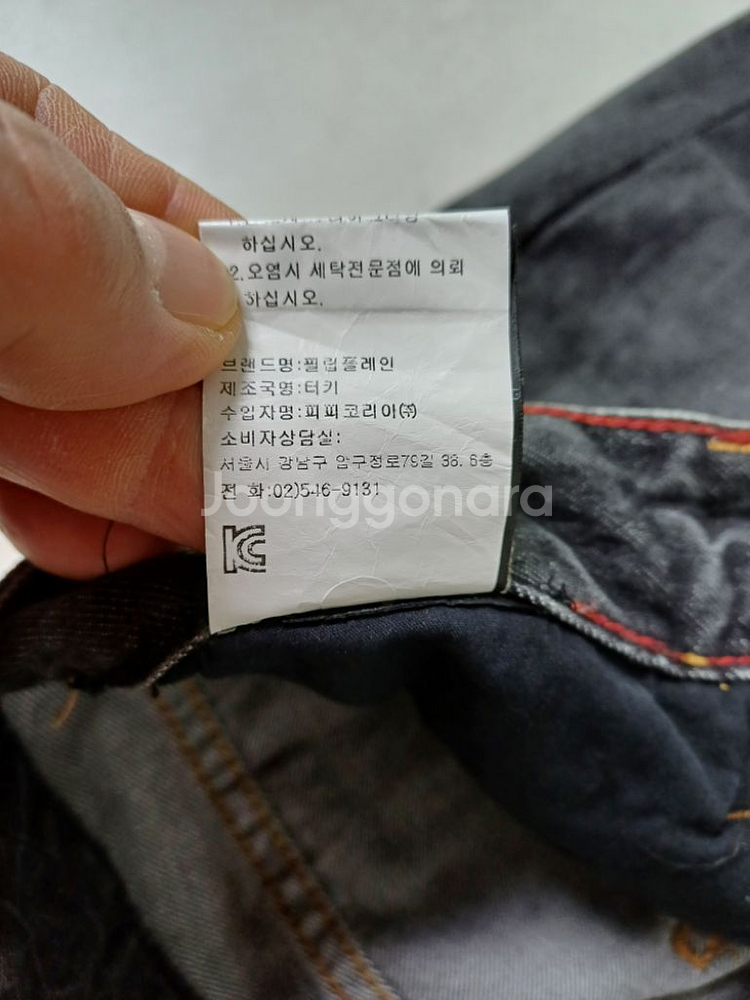 하십시오.
2.오염시 세탁전문점에 의뢰
하십시오.
브랜드명:필립플레인
제조국명:터키
수입자명:피피코리아㈜
소비자상담실:
서울시 강남구 압구정로79길 38. 6층
전 화:02)546-9131
Joonggonara
KC